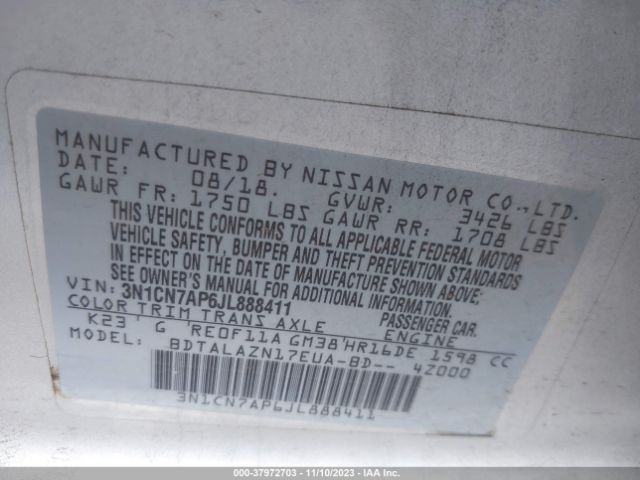 MANUFACTURED BY NISSAN MOTOR CO.,LTD.
DATE: 08/18. GVWR: 3426 LBS
GAWR FR: 1750 LBS GAWR RR: 1708 LBS
THIS VEHICLE CONFORMS TO ALL APPLICABLE FEDERAL MOTOR
VEHICLE SAFETY, BUMPER AND THEFT PREVENTION STANDARDS
IN EFFECT ON THE DATE OF MANUFACTURE SHOWN ABOVE.
SEE OWNER'S MANUAL FOR ADDITIONAL INFORMATION.
VIN: 3N1CN7AP6JL888411 PASSENGER CAR.
COLOR TRIM TRANS AXLE ENGINE
K23 G RE0F11A GM38 HR16DE 1598 CC
MODEL: BDTALAZN17EUA-BD-- 4Z000
3N1CN7AP6JL888411
000-37972703 - 11/10/2023 - IAAI.COM